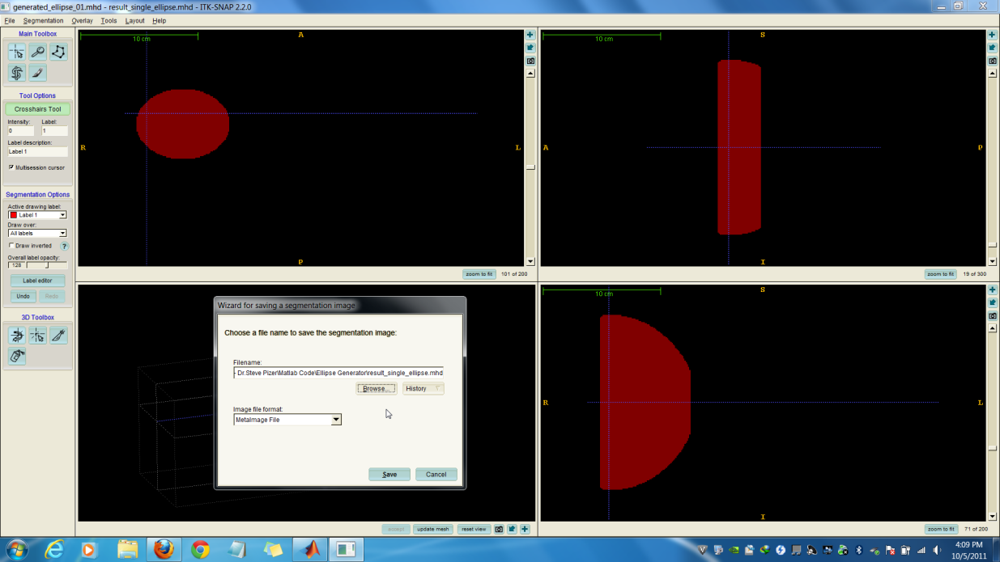 generated_ellipse_01.mhd - result_single_ellipse.mhd - ITK-SNAP 2.2.0
File Segmentation Overlay Tools Layout Help
Main Toolbox
Tool Options
Crosshairs Tool
Intensity: Label:
0 1
Label description:
Label 1
Multisession cursor
Segmentation Options
Active drawing label:
Label 1
Draw over:
All labels
Draw inverted ?
Overall label opacity:
128
Label editor
Undo Redo
3D Toolbox
10 cm
A
R
L
P
zoom to fit 101 of 200
10 cm
S
A
P
I
zoom to fit 19 of 300
Wizard for saving a segmentation image
Choose a file name to save the segmentation image:
Filename:
- Dr.Steve Pizer\Matlab Code\Ellipse Generator\result_single_ellipse.mhd
Browse... History
Image file format:
MetaImage File
Save Cancel
accept update mesh reset view
10 cm
S
R
L
I
zoom to fit 71 of 200
4:09 PM
10/5/2011